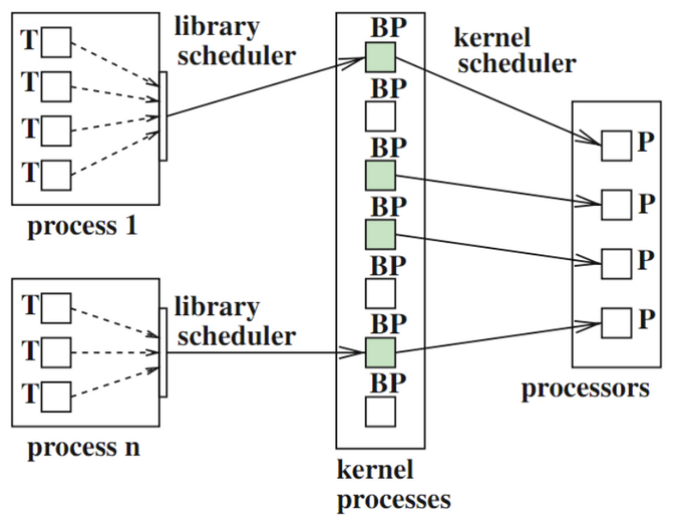 T
T
T
T
process 1
library
scheduler
T
T
T
process n
library
scheduler
BP
BP
BP
BP
BP
BP
BP
kernel
processes
kernel
scheduler
P
P
P
P
processors